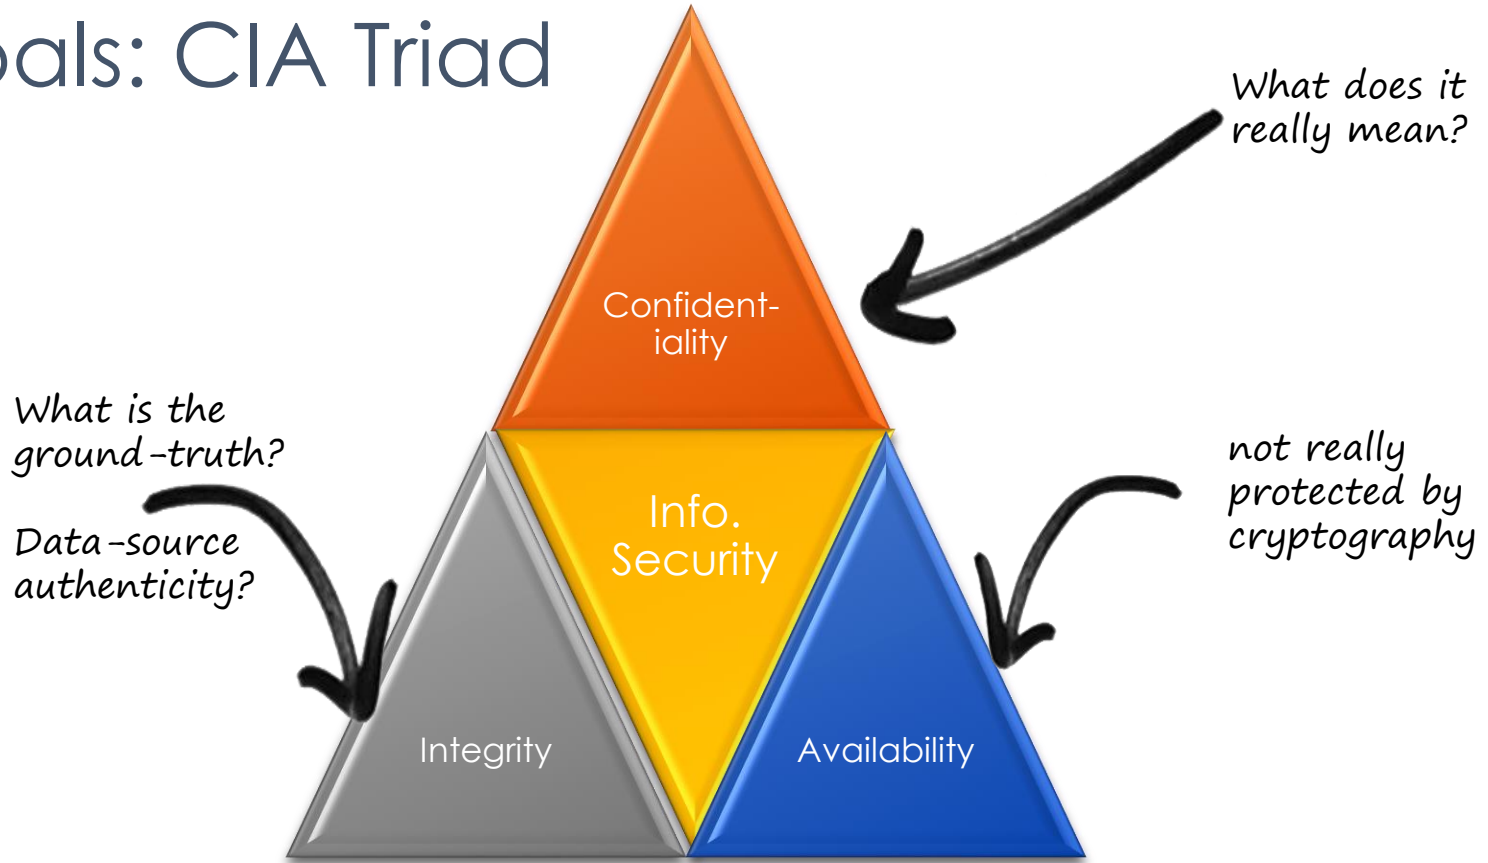 oals: CIA Triad
What does it
really mean?
Confident-
iality
What is the
ground-truth?
Data-source
authenticity?
Info.
Security
not really
protected by
cryptography
Integrity
Availability